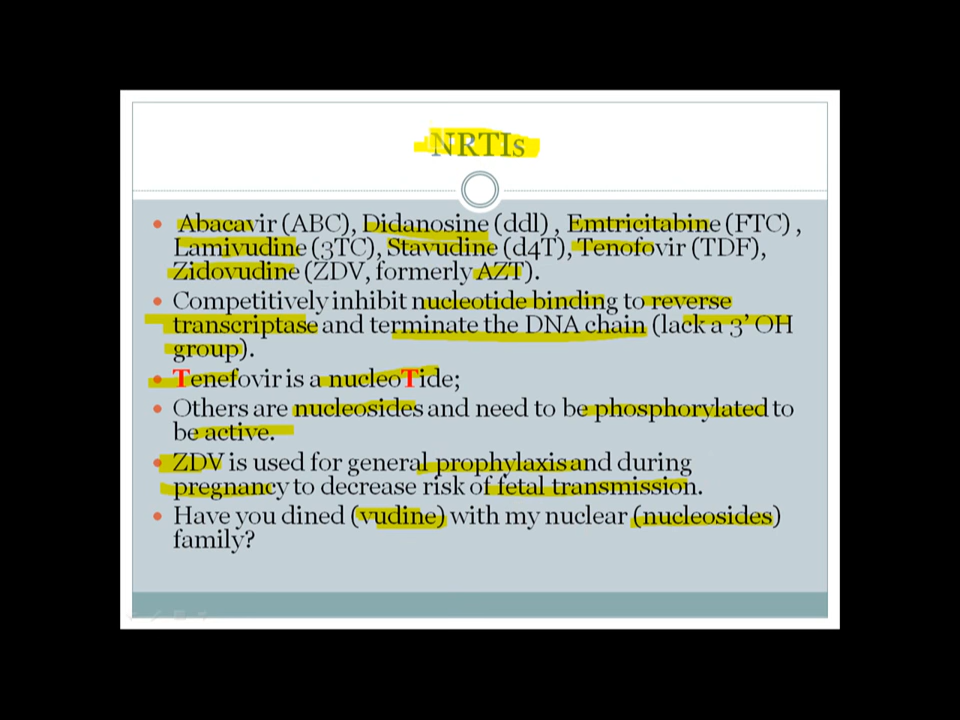 NRTIs
• Abacavir (ABC), Didanosine (ddl) , Emtricitabine (FTC) ,
Lamivudine (3TC), Stavudine (d4T), Tenofovir (TDF),
Zidovudine (ZDV, formerly AZT).
• Competitively inhibit nucleotide binding to reverse
transcriptase and terminate the DNA chain (lack a 3’ OH
group).
• Tenefovir is a nucleoTide;
• Others are nucleosides and need to be phosphorylated to
be active.
• ZDV is used for general prophylaxis and during
pregnancy to decrease risk of fetal transmission.
• Have you dined (vudine) with my nuclear (nucleosides)
family?